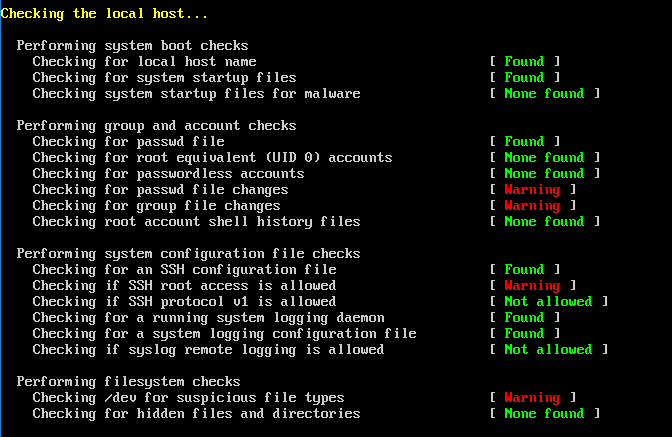 Checking the local host...
Performing system boot checks
Checking for local host name [ Found ]
Checking for system startup files [ Found ]
Checking system startup files for malware [ None found ]
Performing group and account checks
Checking for passwd file [ Found ]
Checking for root equivalent (UID 0) accounts [ None found ]
Checking for passwordless accounts [ None found ]
Checking for passwd file changes [ Warning ]
Checking for group file changes [ Warning ]
Checking root account shell history files [ None found ]
Performing system configuration file checks
Checking for an SSH configuration file [ Found ]
Checking if SSH root access is allowed [ Warning ]
Checking if SSH protocol v1 is allowed [ Not allowed ]
Checking for a running system logging daemon [ Found ]
Checking for a system logging configuration file [ Found ]
Checking if syslog remote logging is allowed [ Not allowed ]
Performing filesystem checks
Checking /dev for suspicious file types [ Warning ]
Checking for hidden files and directories [ None found ]